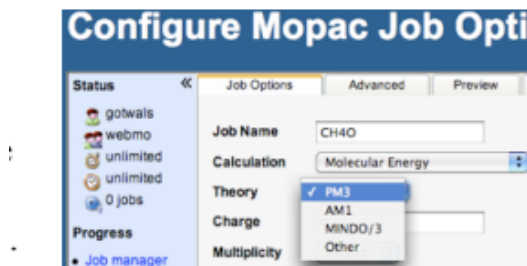 Configure Mopac Job Opti
Status «
gotwals
webmo
unlimited
unlimited
0 jobs
Progress
Job manager
Job Options Advanced Preview
Job Name CH4O
Calculation Molecular Energy
Theory ✓ PM3
AM1
MINDO/3
Other
Charge
Multiplicity